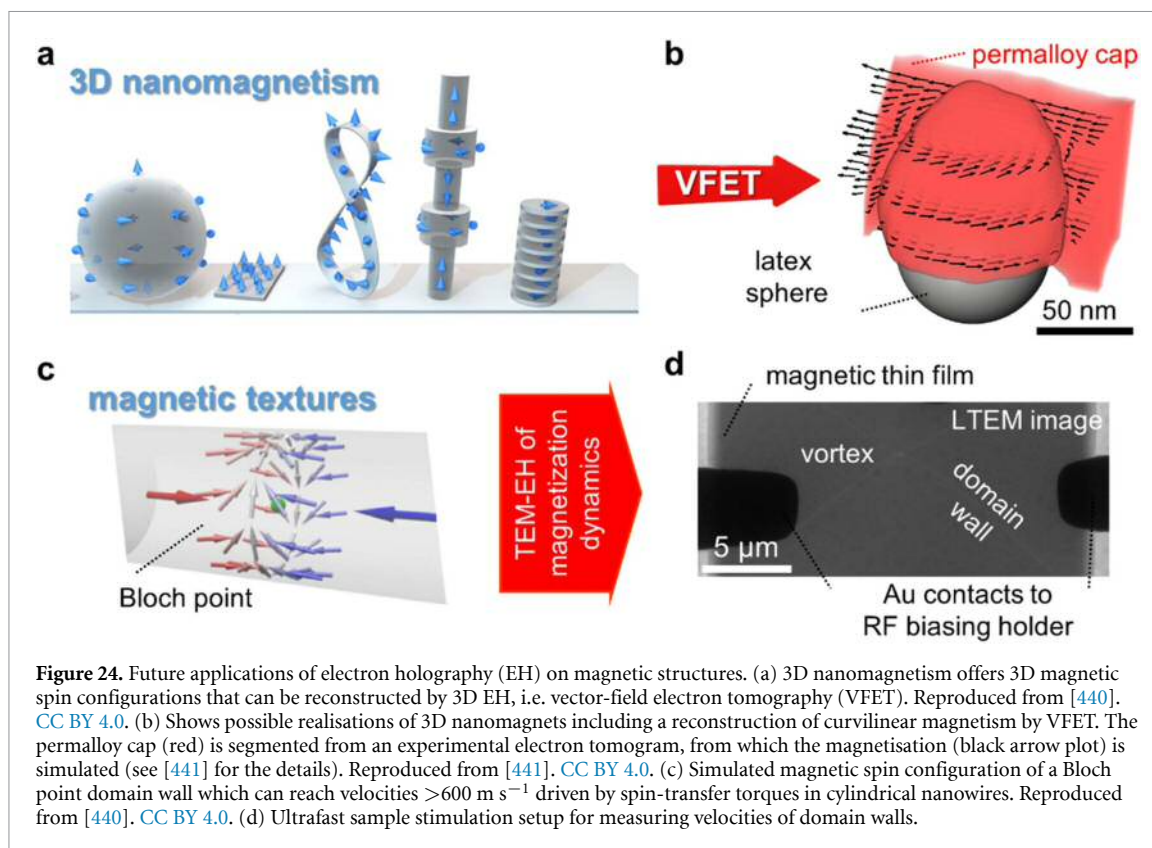 a
3D nanomagnetism
b
permalloy cap
VFET
latex
sphere
50 nm
c
magnetic textures
Bloch point
TEM-EH of
magnetization
dynamics
d
magnetic thin film
LTEM image
vortex
domain
wall
5 μm
Au contacts to
RF biasing holder
Figure 24. Future applications of electron holography (EH) on magnetic structures. (a) 3D nanomagnetism offers 3D magnetic
spin configurations that can be reconstructed by 3D EH, i.e. vector-field electron tomography (VFET). Reproduced from [440].
CC BY 4.0. (b) Shows possible realisations of 3D nanomagnets including a reconstruction of curvilinear magnetism by VFET. The
permalloy cap (red) is segmented from an experimental electron tomogram, from which the magnetisation (black arrow plot) is
simulated (see [441] for the details). Reproduced from [441]. CC BY 4.0. (c) Simulated magnetic spin configuration of a Bloch
point domain wall which can reach velocities >600 m s⁻¹ driven by spin-transfer torques in cylindrical nanowires. Reproduced
from [440]. CC BY 4.0. (d) Ultrafast sample stimulation setup for measuring velocities of domain walls.